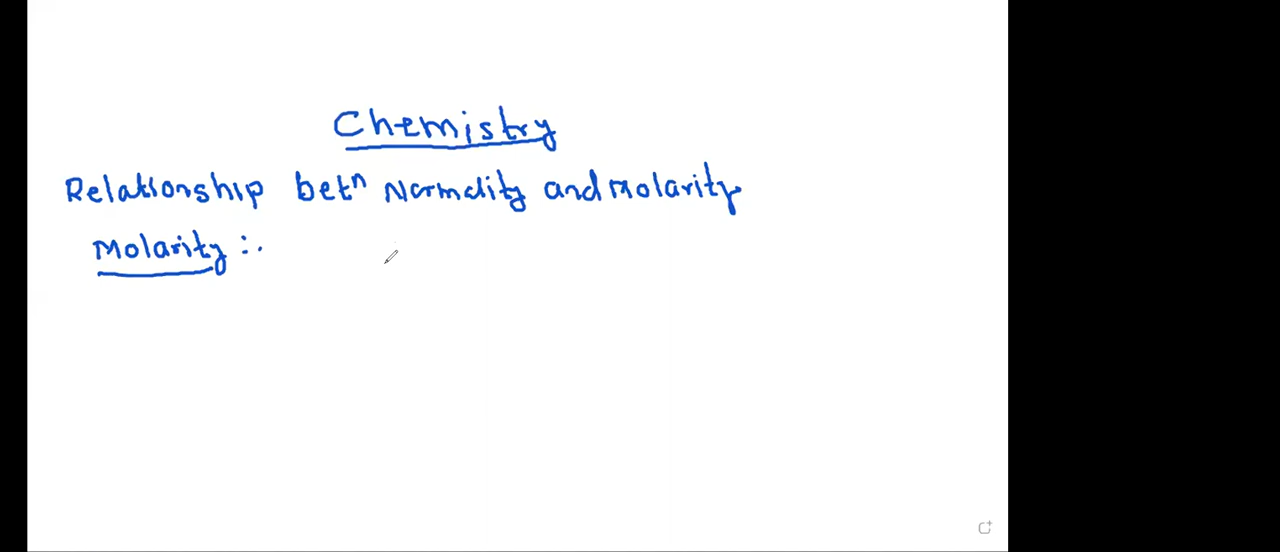 Chemistry
Relationship betⁿ Normality and Molarity
Molarity :.